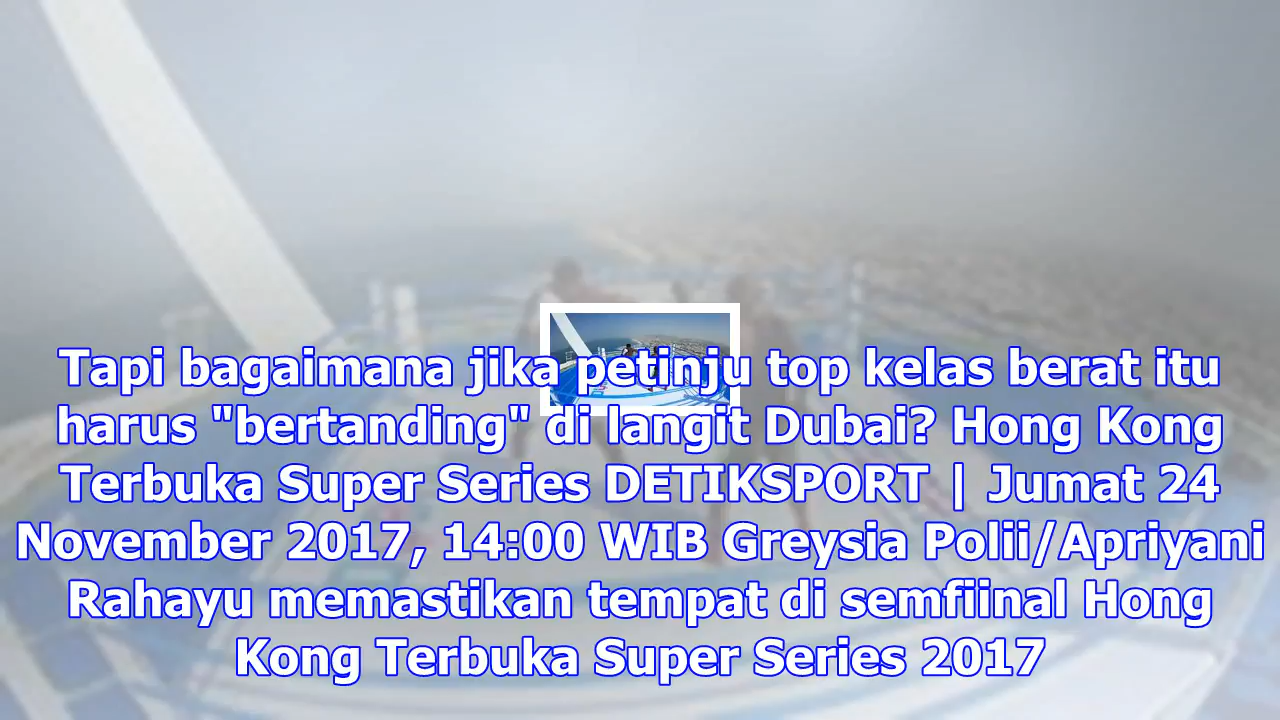 Tapi bagaimana jika petinju top kelas berat itu
harus "bertanding" di langit Dubai? Hong Kong
Terbuka Super Series DETIKSPORT | Jumat 24
November 2017, 14:00 WIB Greysia Polii/Apriyani
Rahayu memastikan tempat di semfiinal Hong
Kong Terbuka Super Series 2017